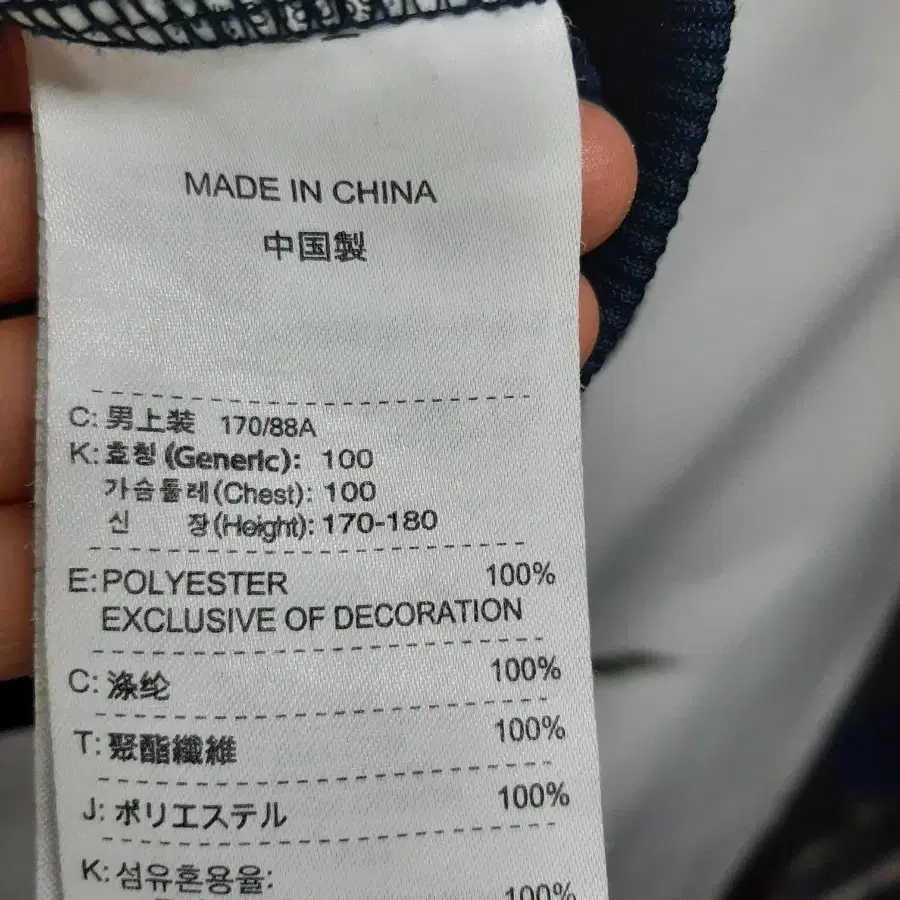 MADE IN CHINA
中国製
C: 男上装 170/88A
K: 호칭 (Generic): 100
가슴둘레(Chest): 100
신 장(Height): 170-180
E: POLYESTER 100%
EXCLUSIVE OF DECORATION
C: 涤纶 100%
T: 聚酯纖維 100%
J: ポリエステル 100%
K: 섬유혼용율:
100%